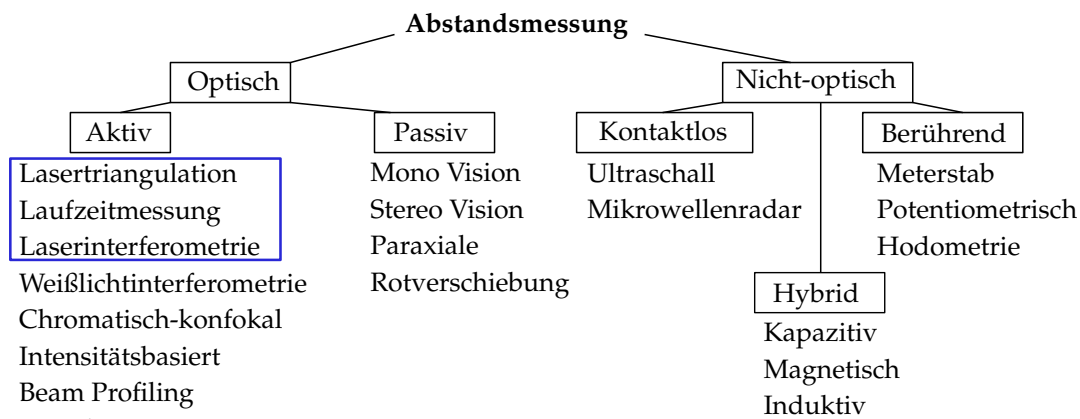 Abstandsmessung
Optisch
Nicht-optisch
Aktiv
Passiv
Kontaktlos
Berührend
Lasertriangulation
Laufzeitmessung
Laserinterferometrie
Weißlichtinterferometrie
Chromatisch-konfokal
Intensitätsbasiert
Beam Profiling
Mono Vision
Stereo Vision
Paraxiale
Rotverschiebung
Ultraschall
Mikrowellenradar
Meterstab
Potentiometrisch
Hodometrie
Hybrid
Kapazitiv
Magnetisch
Induktiv